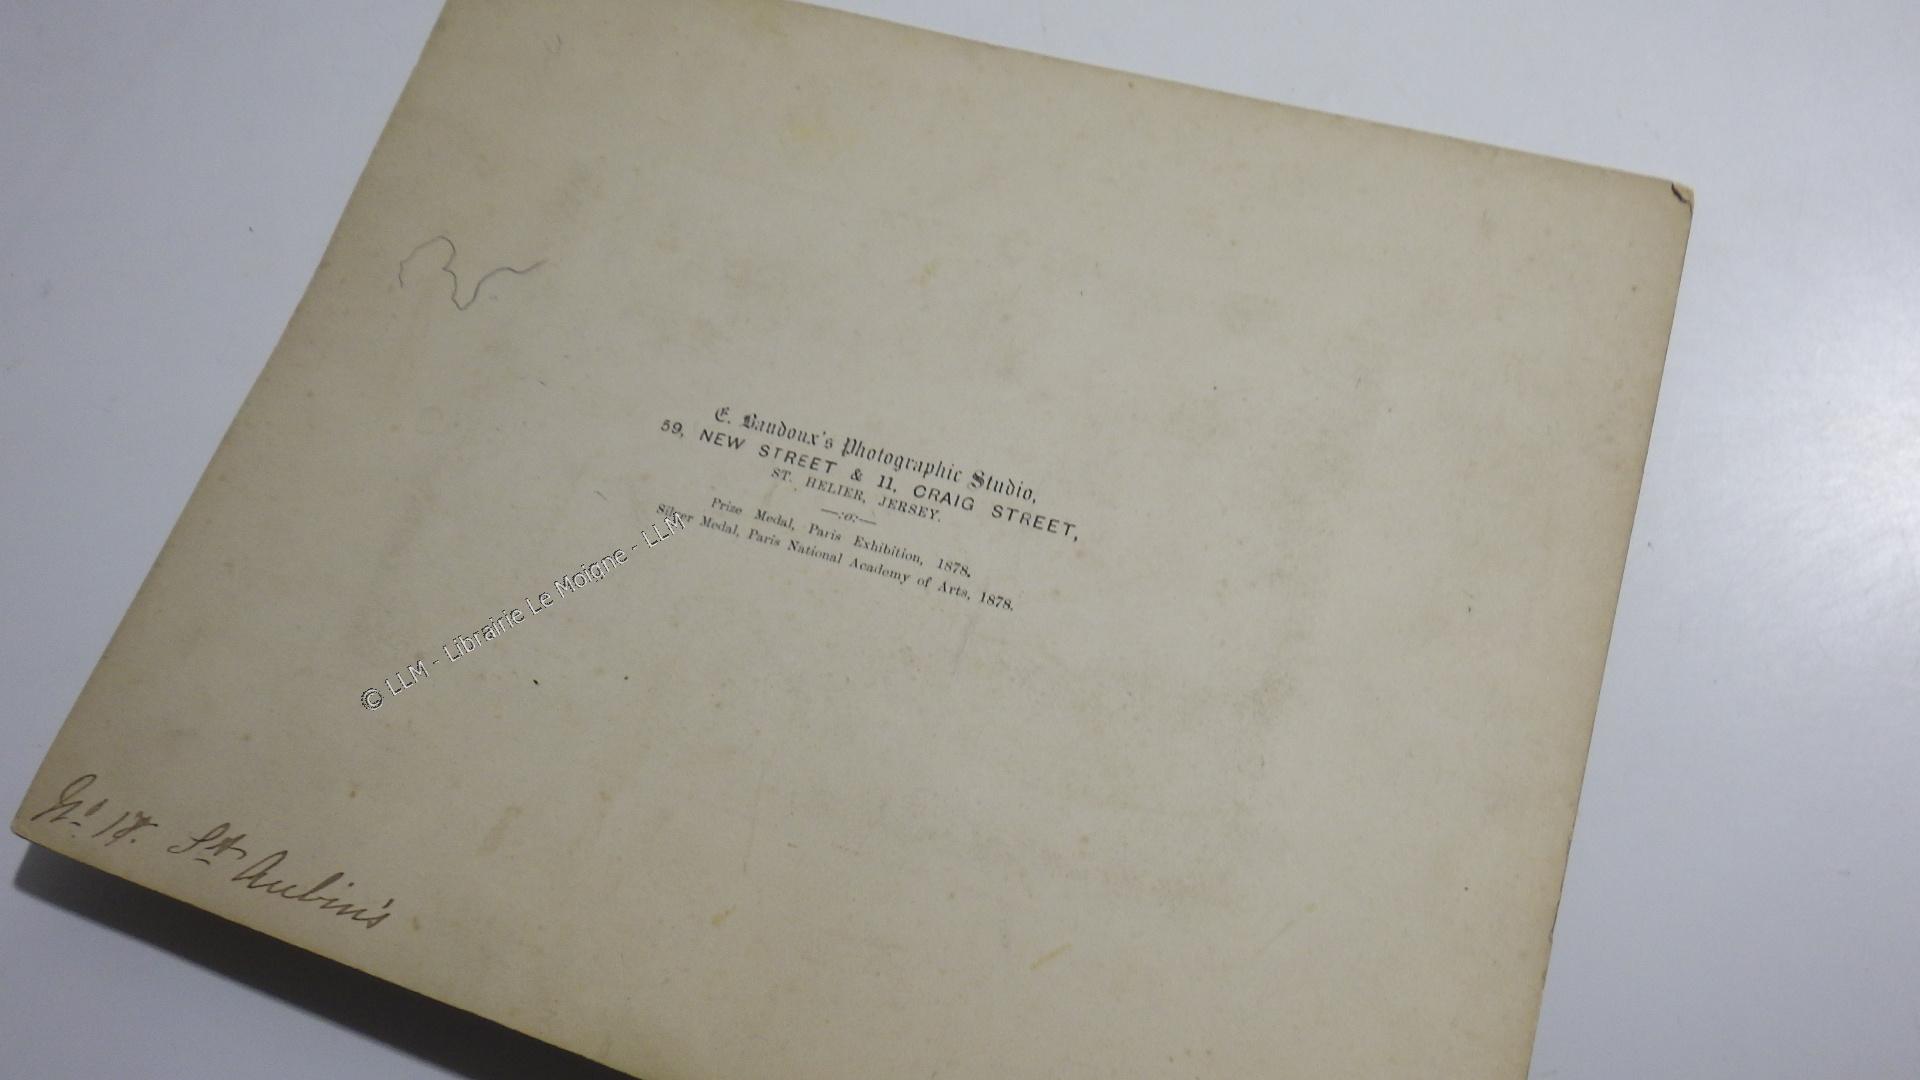 E. Baudoux's Photographic Studio,
59, NEW STREET & 11, CRAIG STREET,
ST. HELIER, JERSEY.
—:o:—
Prize Medal, Paris Exhibition, 1878.
Silver Medal, Paris National Academy of Arts, 1878.
© LLM - Librairie Le Moigne - LLM
No St Aubin's